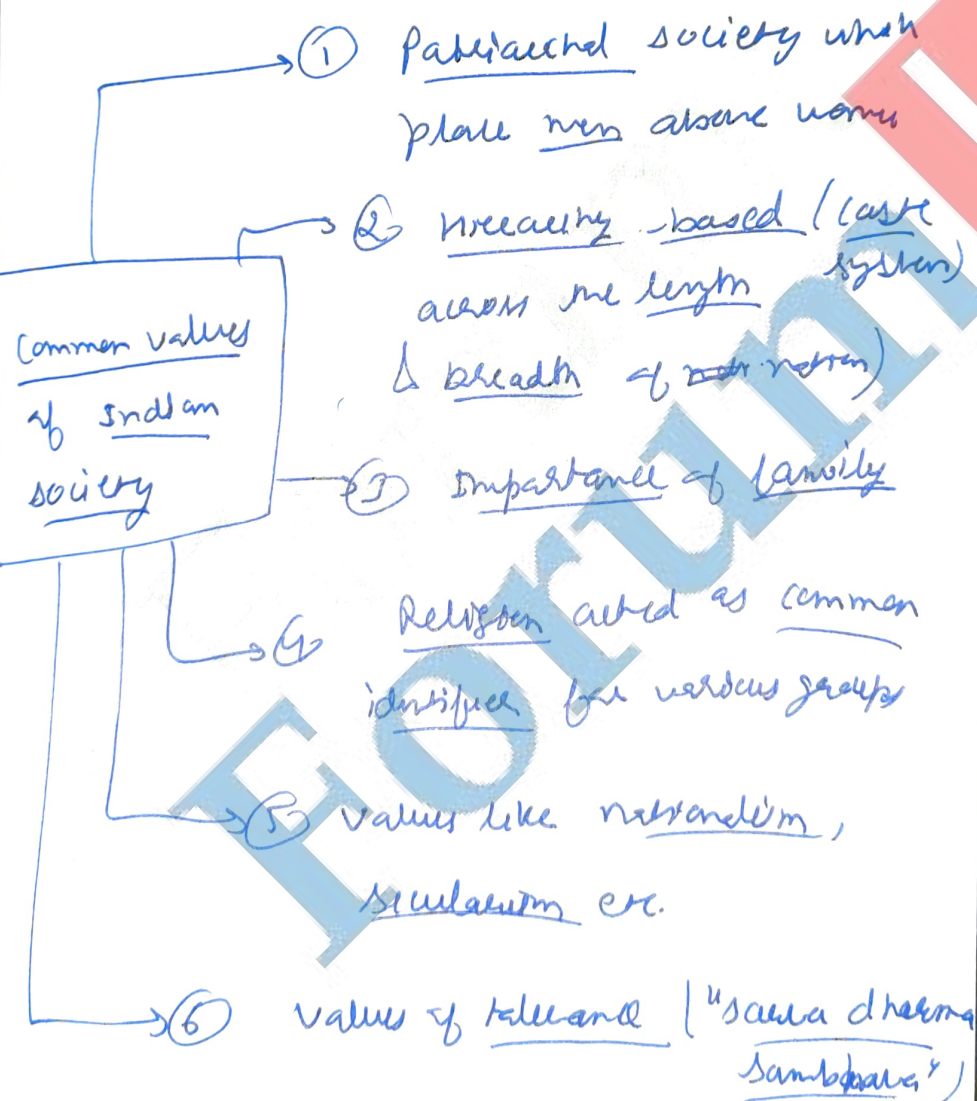 ① Patriarchal society which
place men above women
② Hierarchy -based (caste
system)
across the length
& breadth of nation)
Common values
of Indian
society
③ Importance of family
④ Religion acted as common
identifier for various groups
⑤ values like nationalism,
secularism etc.
⑥ values of tolerance ("sarva dharma
sambhava")
Forum